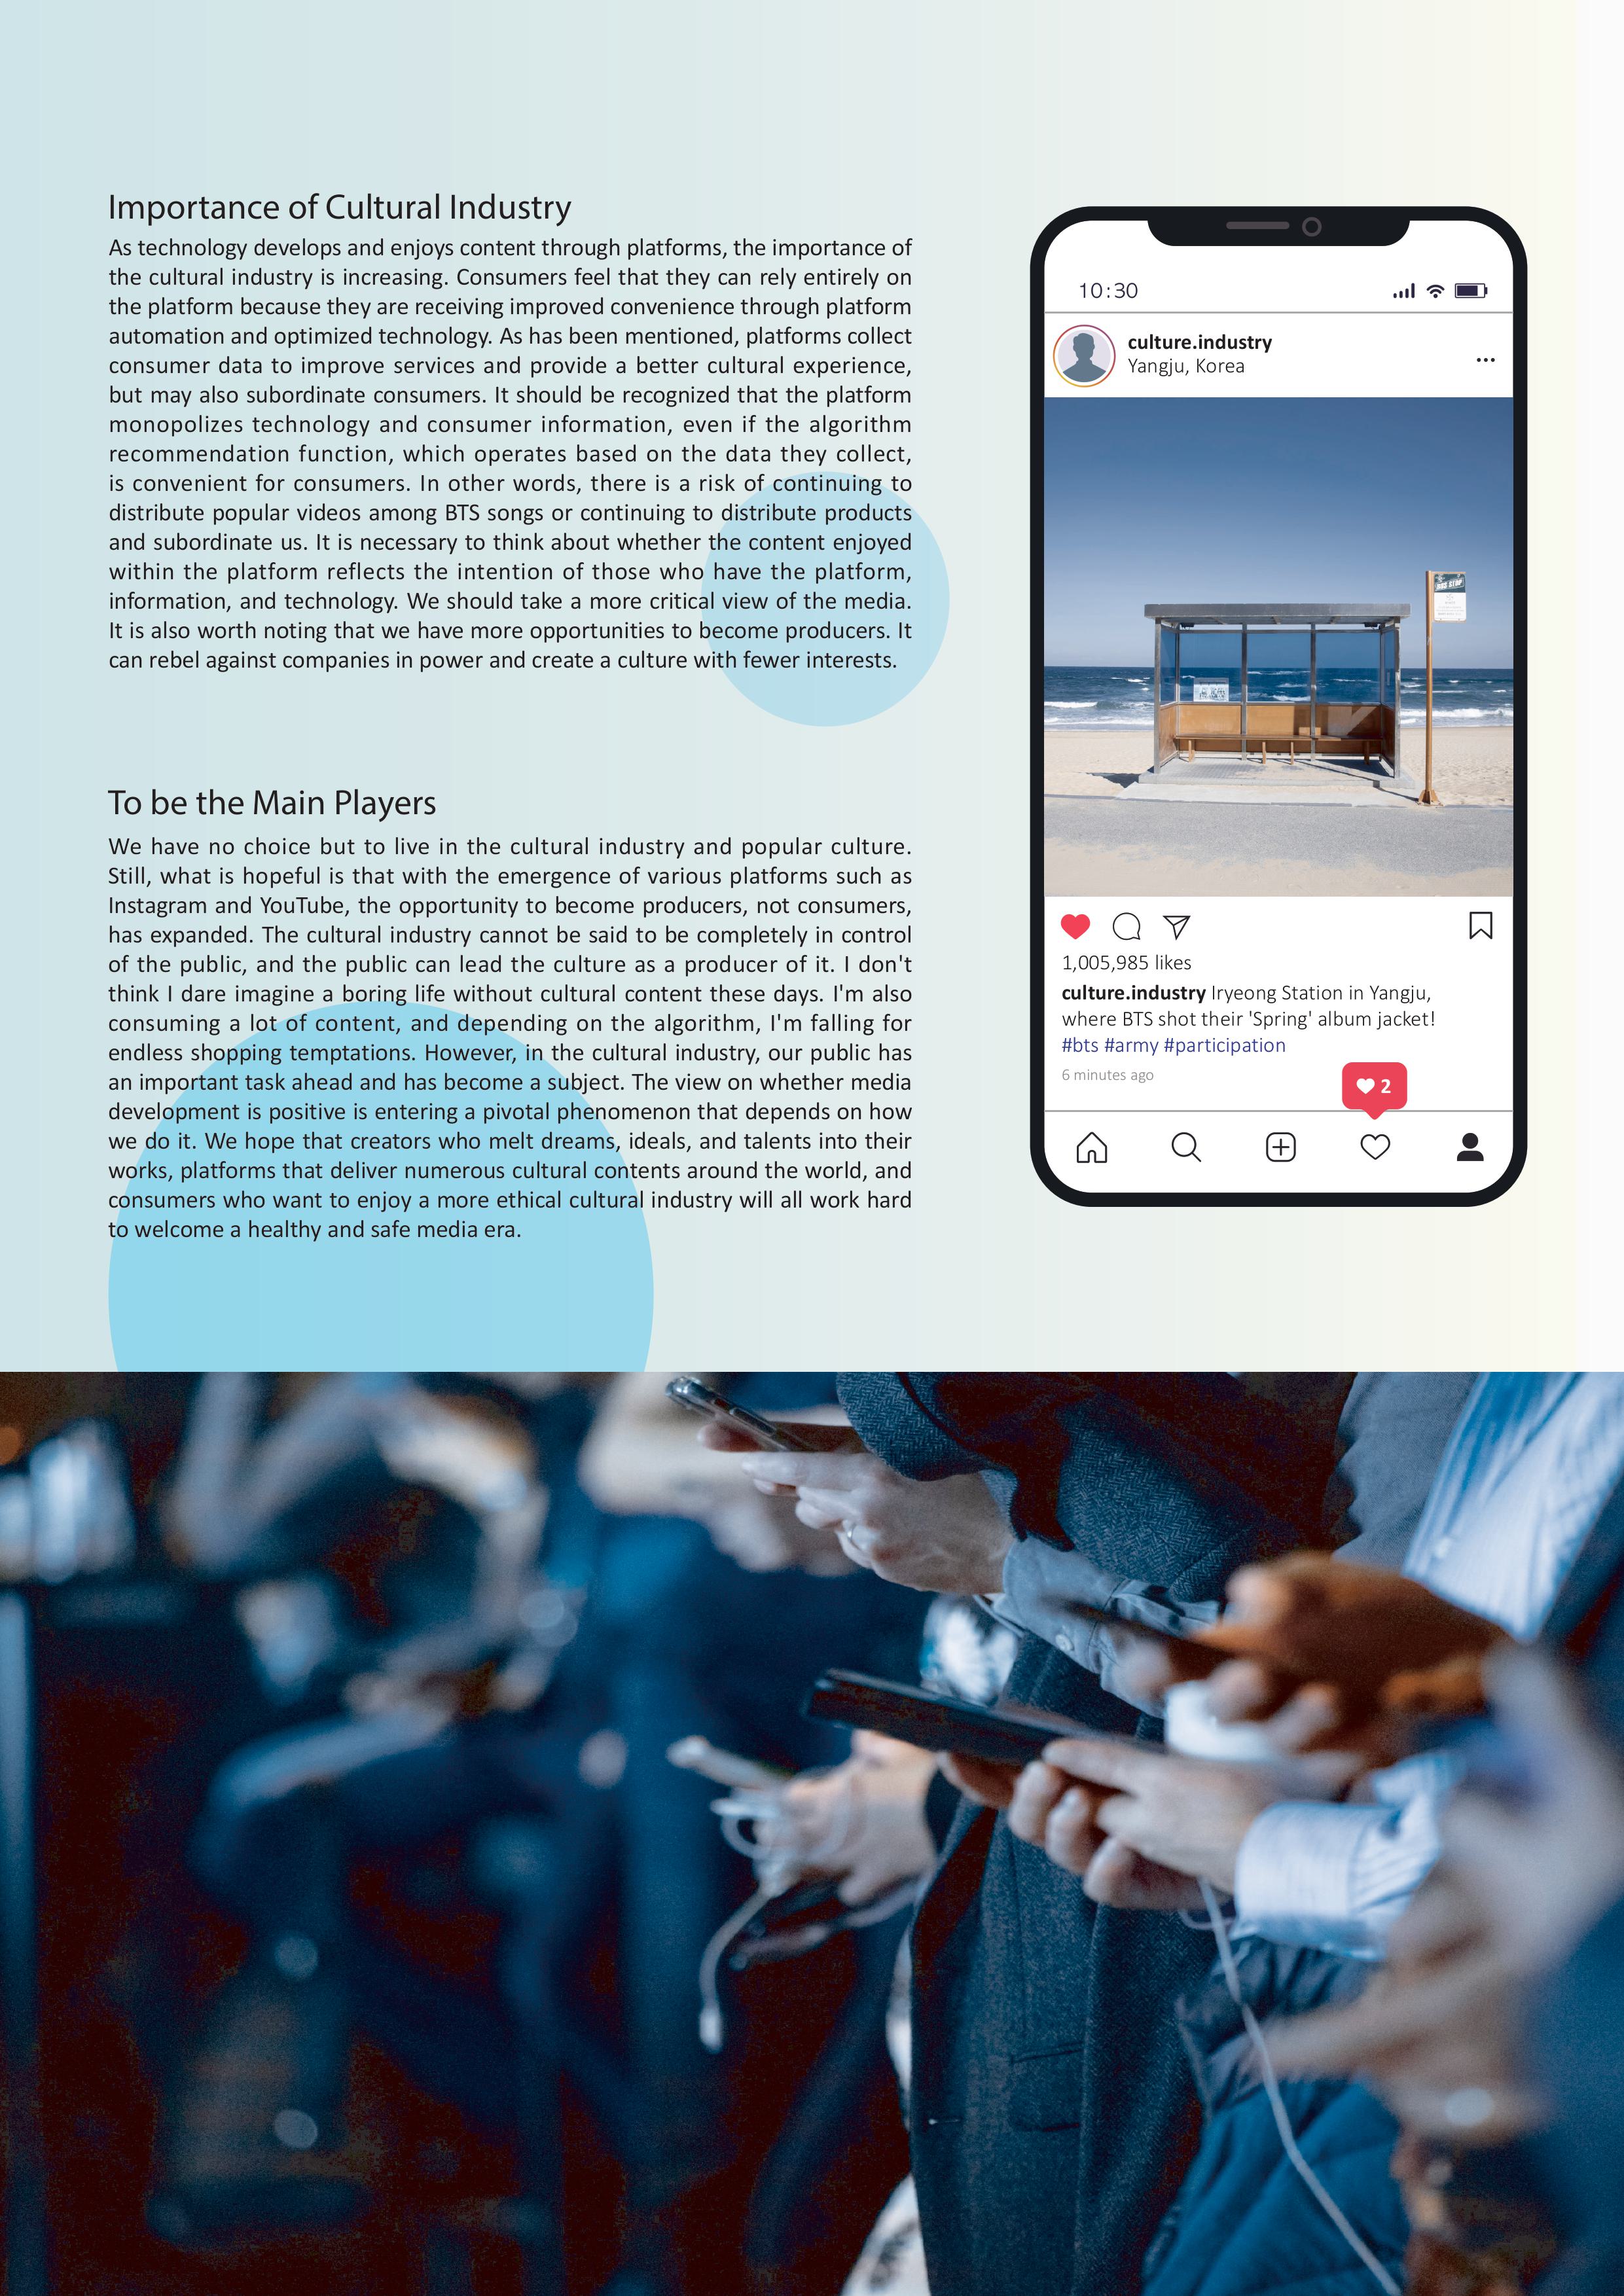 Importance of Cultural Industry
As technology develops and enjoys content through platforms, the importance of
the cultural industry is increasing. Consumers feel that they can rely entirely on
the platform because they are receiving improved convenience through platform
automation and optimized technology. As has been mentioned, platforms collect
consumer data to improve services and provide a better cultural experience,
but may also subordinate consumers. It should be recognized that the platform
monopolizes technology and consumer information, even if the algorithm
recommendation function, which operates based on the data they collect,
is convenient for consumers. In other words, there is a risk of continuing to
distribute popular videos among BTS songs or continuing to distribute products
and subordinate us. It is necessary to think about whether the content enjoyed
within the platform reflects the intention of those who have the platform,
information, and technology. We should take a more critical view of the media.
It is also worth noting that we have more opportunities to become producers. It
can rebel against companies in power and create a culture with fewer interests.
To be the Main Players
We have no choice but to live in the cultural industry and popular culture.
Still, what is hopeful is that with the emergence of various platforms such as
Instagram and YouTube, the opportunity to become producers, not consumers,
has expanded. The cultural industry cannot be said to be completely in control
of the public, and the public can lead the culture as a producer of it. I don't
think I dare imagine a boring life without cultural content these days. I'm also
consuming a lot of content, and depending on the algorithm, I'm falling for
endless shopping temptations. However, in the cultural industry, our public has
an important task ahead and has become a subject. The view on whether media
development is positive is entering a pivotal phenomenon that depends on how
we do it. We hope that creators who melt dreams, ideals, and talents into their
works, platforms that deliver numerous cultural contents around the world, and
consumers who want to enjoy a more ethical cultural industry will all work hard
to welcome a healthy and safe media era.
10:30
culture.industry
Yangju, Korea
BUS STOP
1,005,985 likes
culture.industry Iryeong Station in Yangju,
where BTS shot their 'Spring' album jacket!
#bts #army #participation
6 minutes ago
2